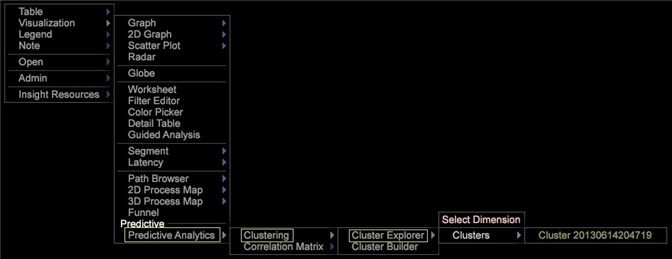 Table
Visualization
Legend
Note
Open
Admin
Insight Resources
Graph
2D Graph
Scatter Plot
Radar
Globe
Worksheet
Filter Editor
Color Picker
Detail Table
Guided Analysis
Segment
Latency
Path Browser
2D Process Map
3D Process Map
Funnel
Predictive
Predictive Analytics
Clustering
Correlation Matrix
Cluster Explorer
Cluster Builder
Select Dimension
Clusters
Cluster 20130614204719